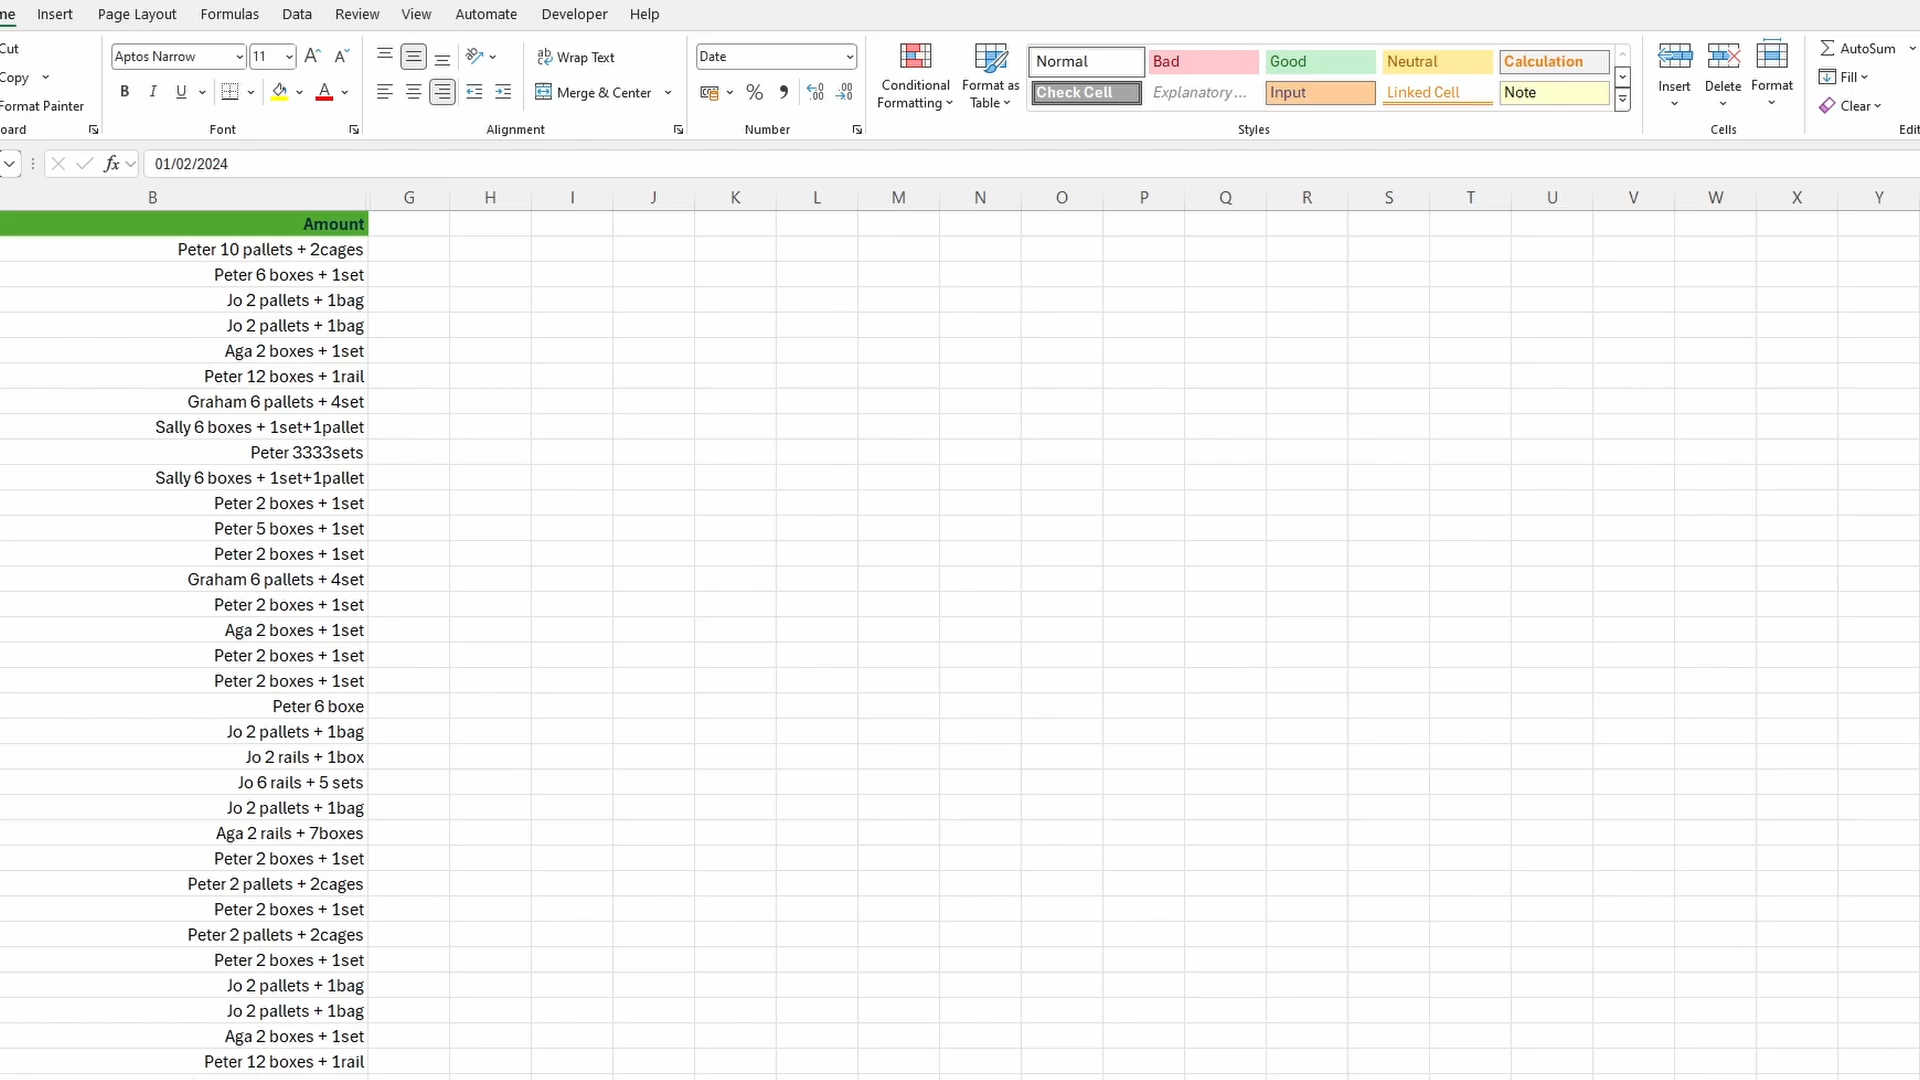 me Insert Page Layout Formulas Data Review View Automate Developer Help
Cut Aptos Narrow 11 A A ab Wrap Text Date Normal Bad Good Neutral Calculation AutoSum
Copy Conditional Format as Insert Delete Format Fill
Format Painter B I U A Merge & Center % Formatting Table Check Cell Explanatory... Input Linked Cell Note Clear
oard Font Alignment Number Styles Cells Edit
fx 01/02/2024
B G H I J K L M N O P Q R S T U V W X Y
Amount
Peter 10 pallets + 2cages
Peter 6 boxes + 1set
Jo 2 pallets + 1bag
Jo 2 pallets + 1bag
Aga 2 boxes + 1set
Peter 12 boxes + 1rail
Graham 6 pallets + 4set
Sally 6 boxes + 1set+1pallet
Peter 3333sets
Sally 6 boxes + 1set+1pallet
Peter 2 boxes + 1set
Peter 5 boxes + 1set
Peter 2 boxes + 1set
Graham 6 pallets + 4set
Peter 2 boxes + 1set
Aga 2 boxes + 1set
Peter 2 boxes + 1set
Peter 2 boxes + 1set
Peter 6 boxe
Jo 2 pallets + 1bag
Jo 2 rails + 1box
Jo 6 rails + 5 sets
Jo 2 pallets + 1bag
Aga 2 rails + 7boxes
Peter 2 boxes + 1set
Peter 2 pallets + 2cages
Peter 2 boxes + 1set
Peter 2 pallets + 2cages
Peter 2 boxes + 1set
Jo 2 pallets + 1bag
Jo 2 pallets + 1bag
Aga 2 boxes + 1set
Peter 12 boxes + 1rail